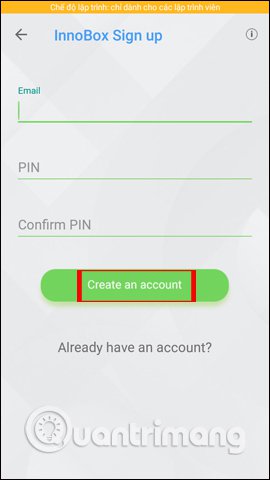 Chế độ lập trình: chỉ dành cho các lập trình viên
InnoBox Sign up
Email
PIN
Confirm PIN
Create an account
Already have an account?
Quantrimang